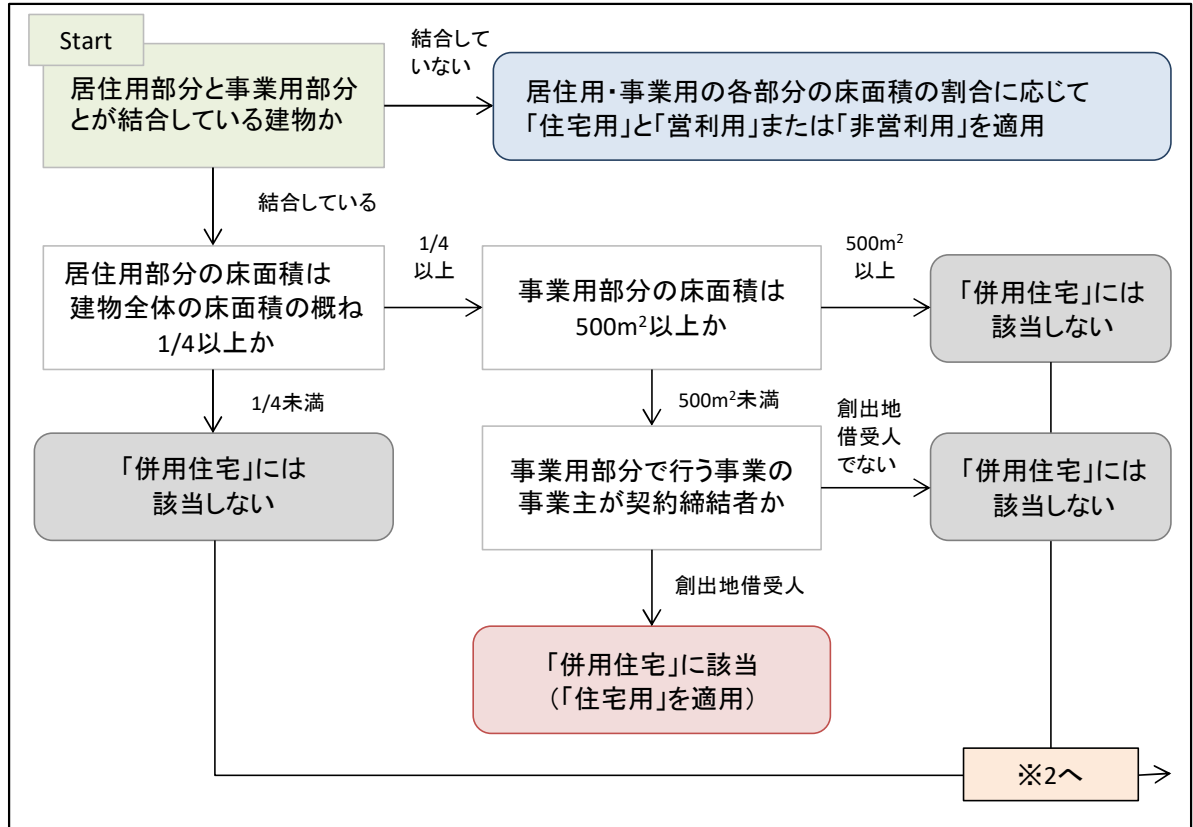 Start
居住用部分と事業用部分
とが結合している建物か
結合して
いない
居住用・事業用の各部分の床面積の割合に応じて
「住宅用」と「営利用」または「非営利用」を適用
結合している
居住用部分の床面積は
建物全体の床面積の概ね
1/4以上か
1/4
以上
事業用部分の床面積は
500m²以上か
500m²
以上
「併用住宅」には
該当しない
1/4未満
「併用住宅」には
該当しない
500m²未満
事業用部分で行う事業の
事業主が契約締結者か
創出地
借受人
でない
「併用住宅」には
該当しない
創出地借受人
「併用住宅」に該当
(「住宅用」を適用)
※2へ